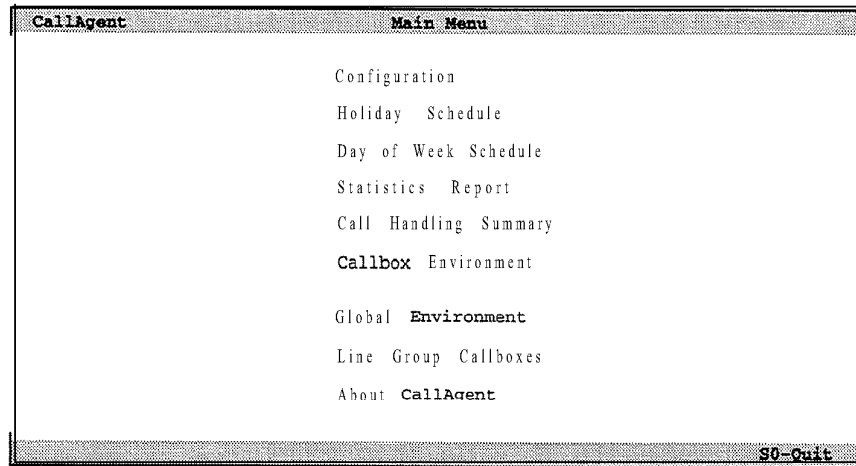 CallAgent Main Menu
Configuration
Holiday Schedule
Day of Week Schedule
Statistics Report
Call Handling Summary
Callbox Environment
Global Environment
Line Group Callboxes
About CallAgent
S0-Quit